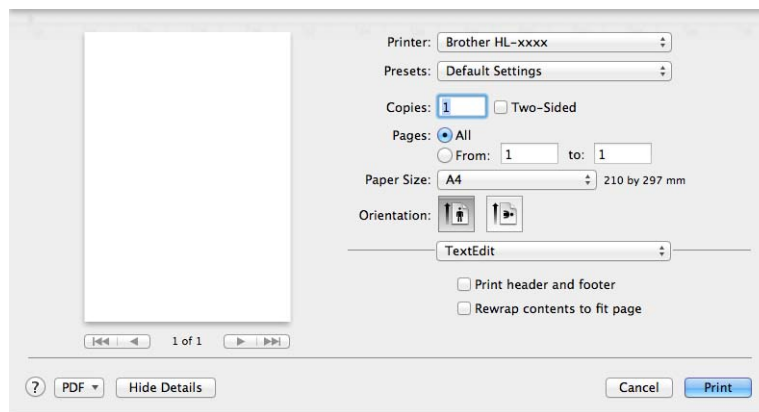 Printer: Brother HL-xxxx
Presets: Default Settings
Copies: 1 Two-Sided
Pages: All
From: 1 to: 1
Paper Size: A4 210 by 297 mm
Orientation:
TextEdit
Print header and footer
Rewrap contents to fit page
1 of 1
? PDF Hide Details Cancel Print